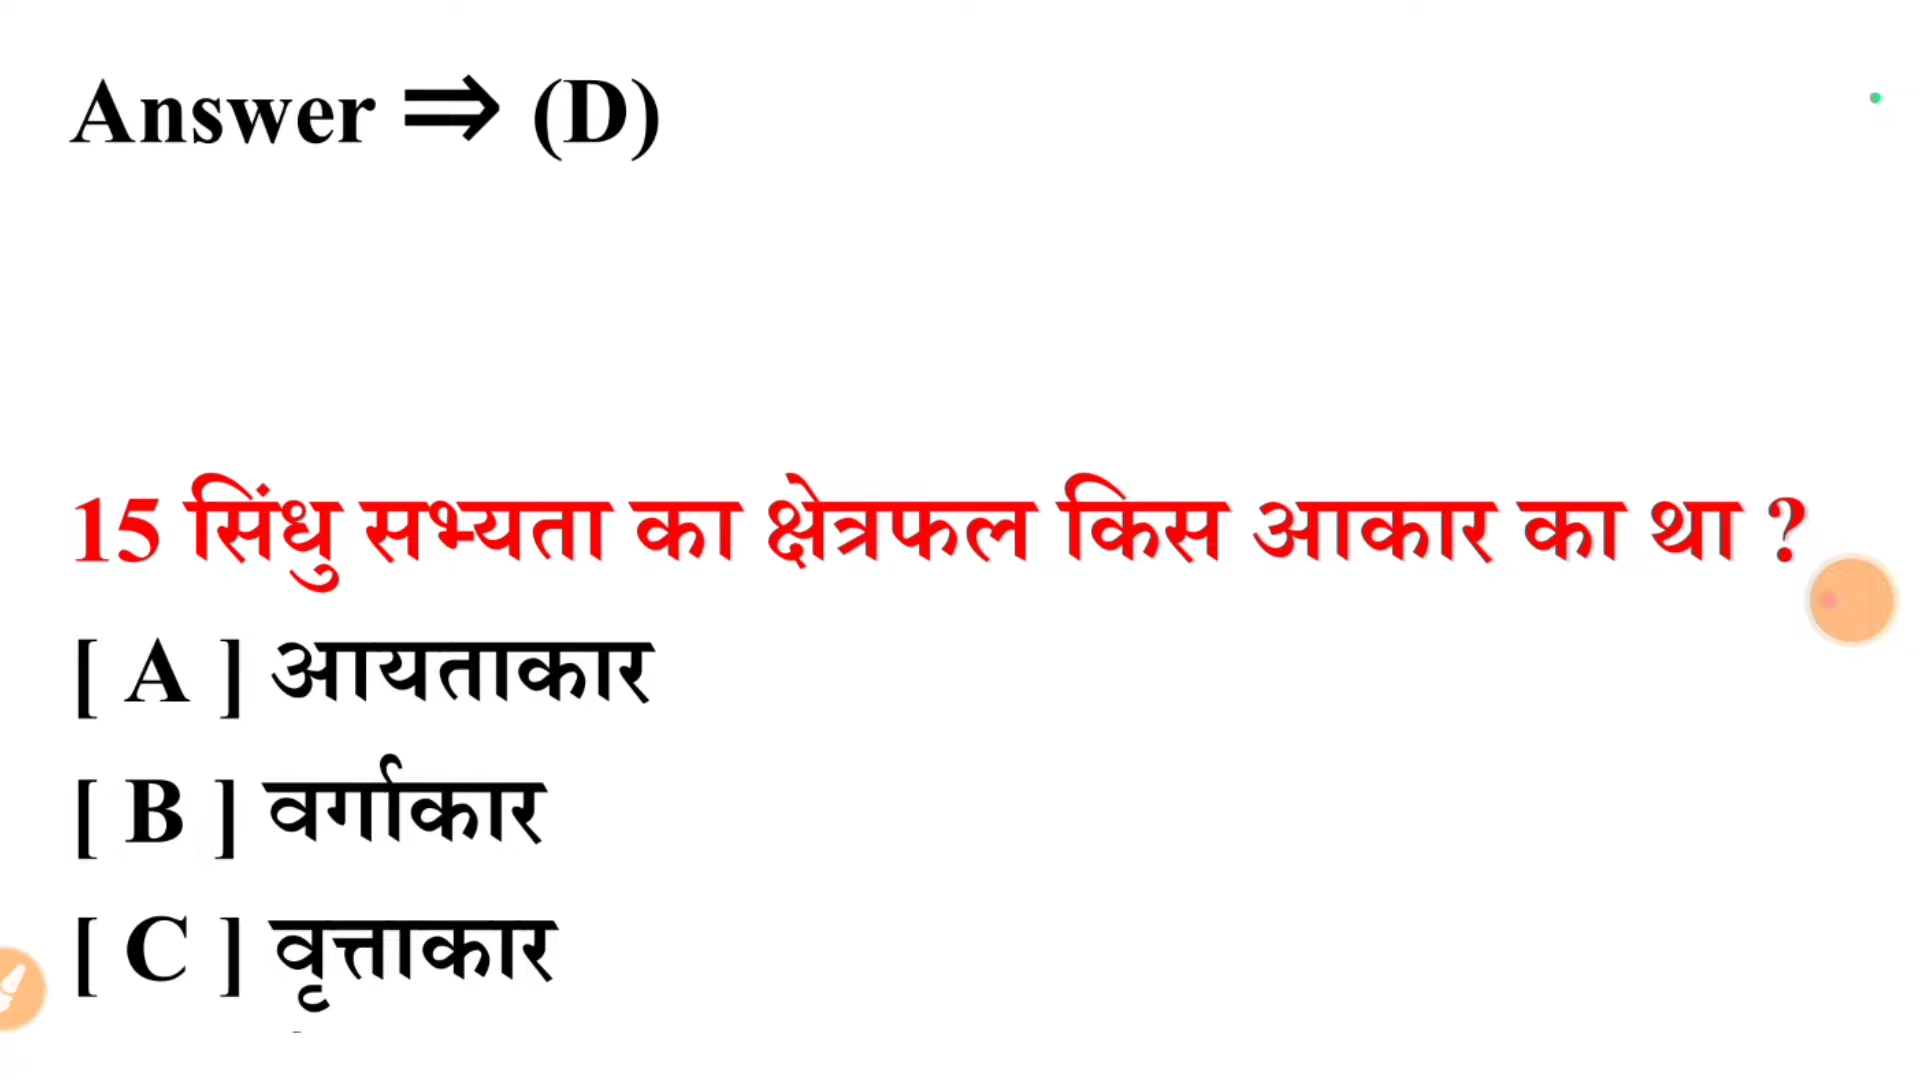 Answer ⇒ (D)
15 सिंधु सभ्यता का क्षेत्रफल किस आकार का था ?
[ A ] आयताकार
[ B ] वर्गाकार
[ C ] वृत्ताकार